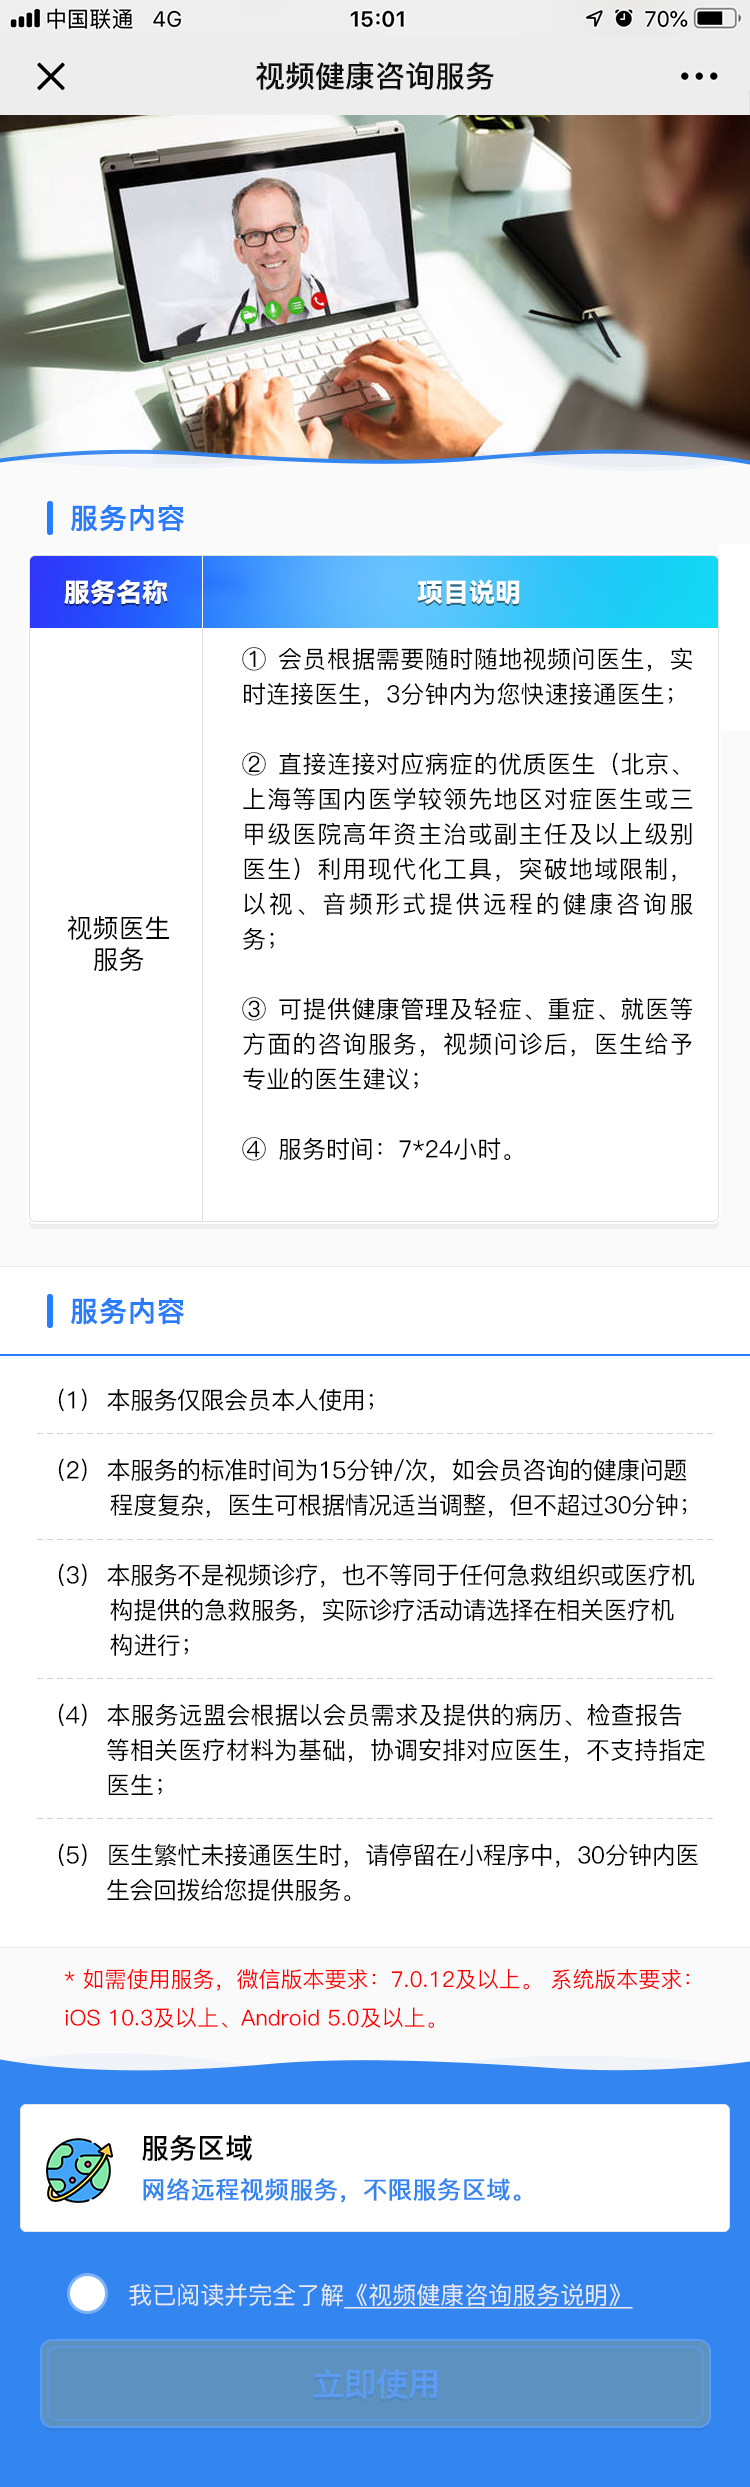 中国联通 4G 15:01 70%
视频健康咨询服务
服务内容
服务名称 项目说明
① 会员根据需要随时随地视频问医生，实
时连接医生，3分钟内为您快速接通医生；
② 直接连接对应病症的优质医生（北京、
上海等国内医学较领先地区对症医生或三
甲级医院高年资主治或副主任及以上级别
医生）利用现代化工具，突破地域限制，
以视、音频形式提供远程的健康咨询服
务；
视频医生
服务
③ 可提供健康管理及轻症、重症、就医等
方面的咨询服务，视频问诊后，医生给予
专业的医生建议；
④ 服务时间：7*24小时。
服务内容
（1） 本服务仅限会员本人使用；
（2） 本服务的标准时间为15分钟/次，如会员咨询的健康问题
程度复杂，医生可根据情况适当调整，但不超过30分钟；
（3） 本服务不是视频诊疗，也不等同于任何急救组织或医疗机
构提供的急救服务，实际诊疗活动请选择在相关医疗机
构进行；
（4） 本服务远盟会根据以会员需求及提供的病历、检查报告
等相关医疗材料为基础，协调安排对应医生，不支持指定
医生；
（5） 医生繁忙未接通医生时，请停留在小程序中，30分钟内医
生会回拨给您提供服务。
* 如需使用服务，微信版本要求：7.0.12及以上。 系统版本要求：
iOS 10.3及以上、Android 5.0及以上。
服务区域
网络远程视频服务，不限服务区域。
我已阅读并完全了解《视频健康咨询服务说明》
立即使用